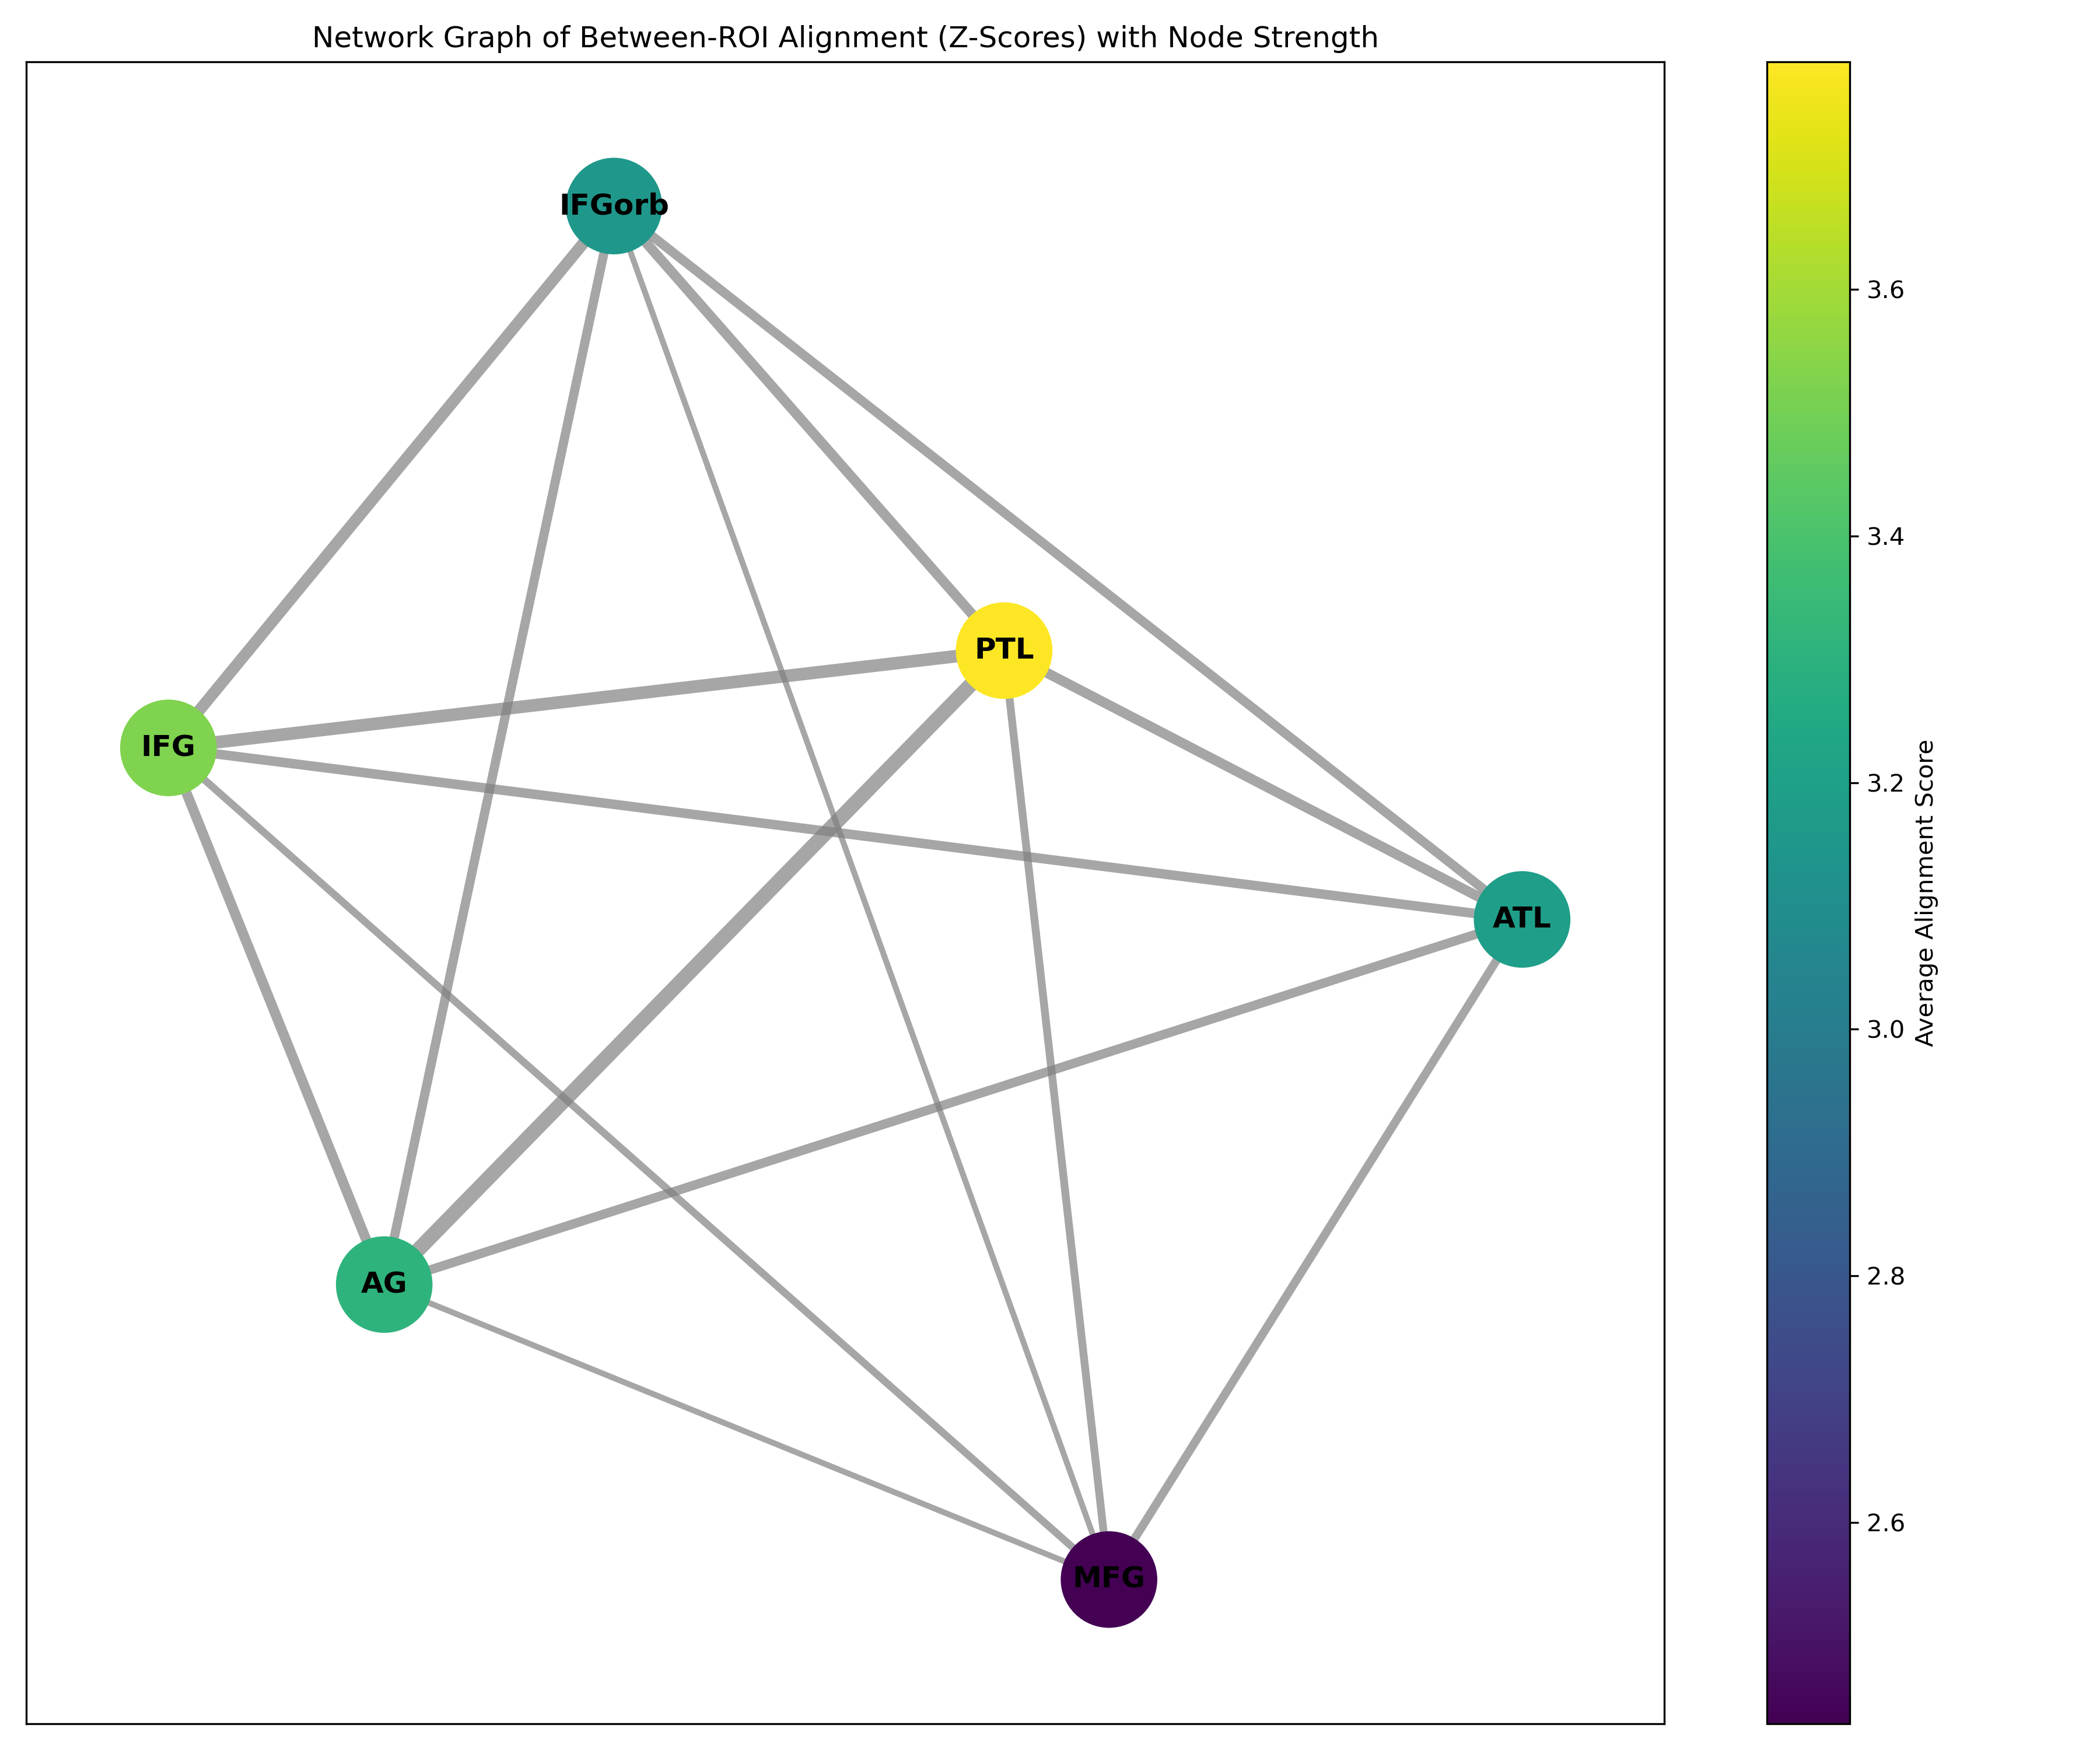 Network Graph of Between-ROI Alignment (Z-Scores) with Node Strength
IFGorb
PTL
IFG
ATL
AG
MFG
3.6
3.4
3.2
3.0
2.8
2.6
Average Alignment Score